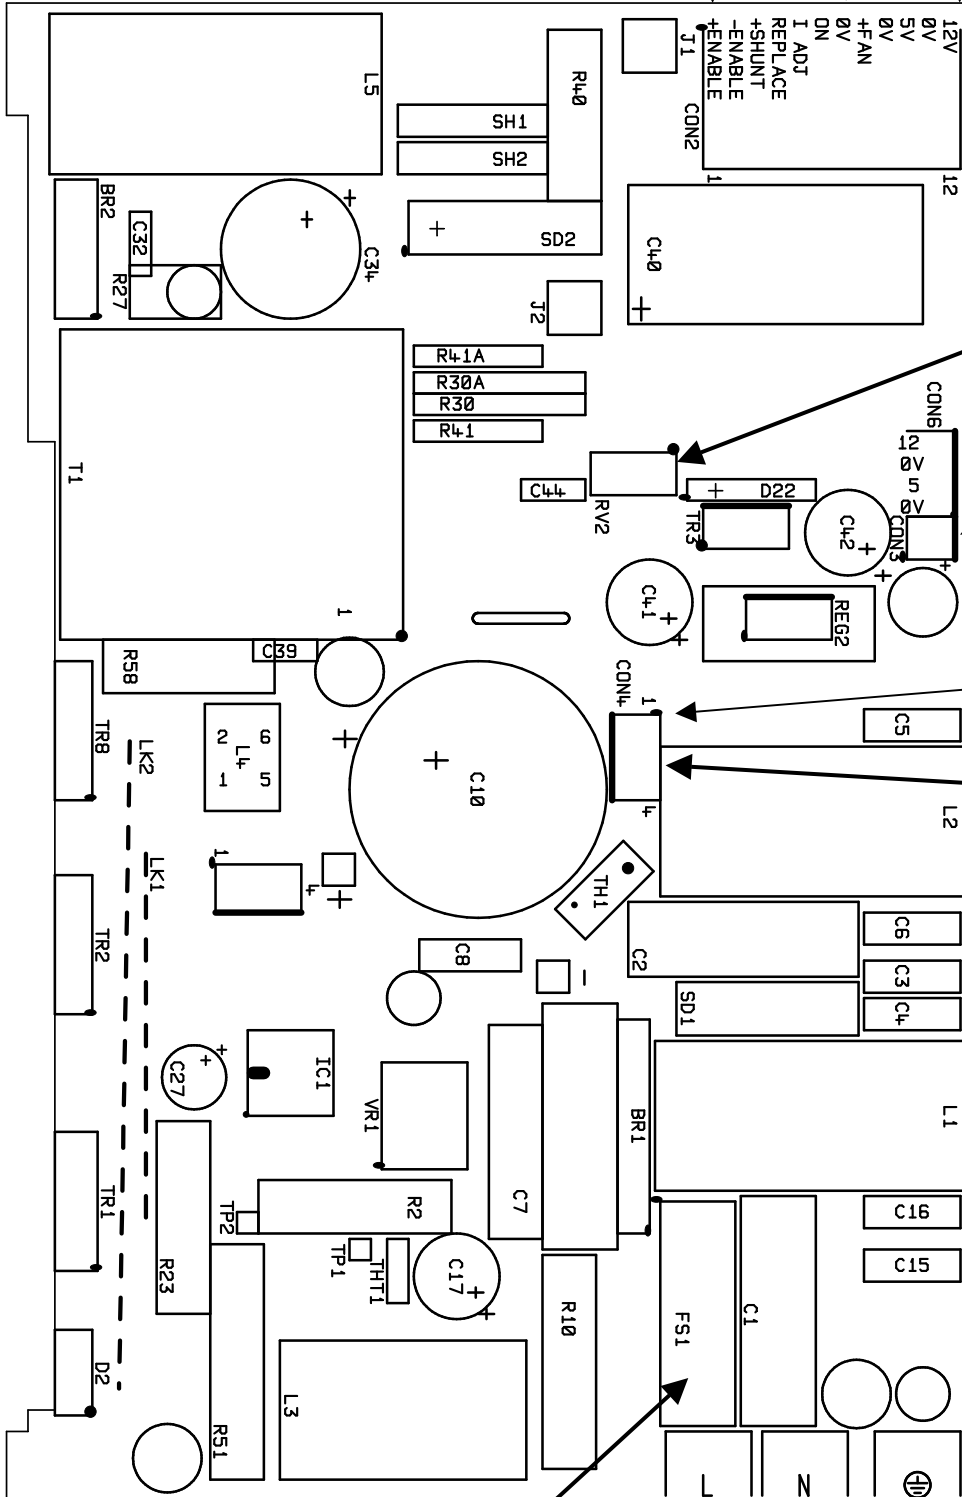 12V
0V
5V
0V
+FAN
0V
ON
I ADJ
REPLACE
+SHUNT
-ENABLE
+ENABLE
J1
CON2
1
12
L5
R40
SH1
SH2
BR2
C32
R27
+
+
C34
+
SD2
C40
+
J2
R41A
R30A
R30
R41
CON6
12
0V
5
0V
T1
C44
RV2
+
D22
TR3
C42
+
+
CON3
+
C41
+
+
REG2
1
R58
C39
CON4
1
4
C5
TR8
LK2
2
6
L4
1
5
+
+
C10
L2
LK1
1
4
+
TH1
TR2
C8
-
C2
C6
C3
SD1
C4
C27
+
+
IC1
VR1
BR1
L1
C7
TR1
TP2
R2
C16
R23
TP1
THT1
C17
+
+
C15
R10
FS1
C1
D2
L3
R51
L
N